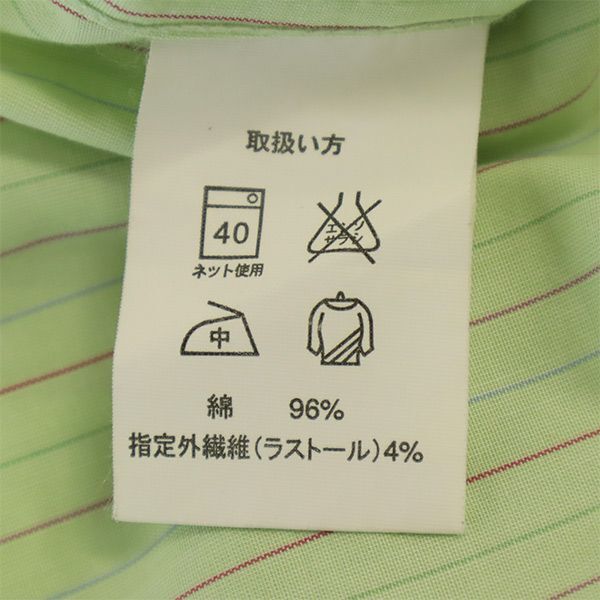 取扱い方
40
ネット使用
エンソ
サラシ
中
綿 96%
指定外繊維(ラストール)4%